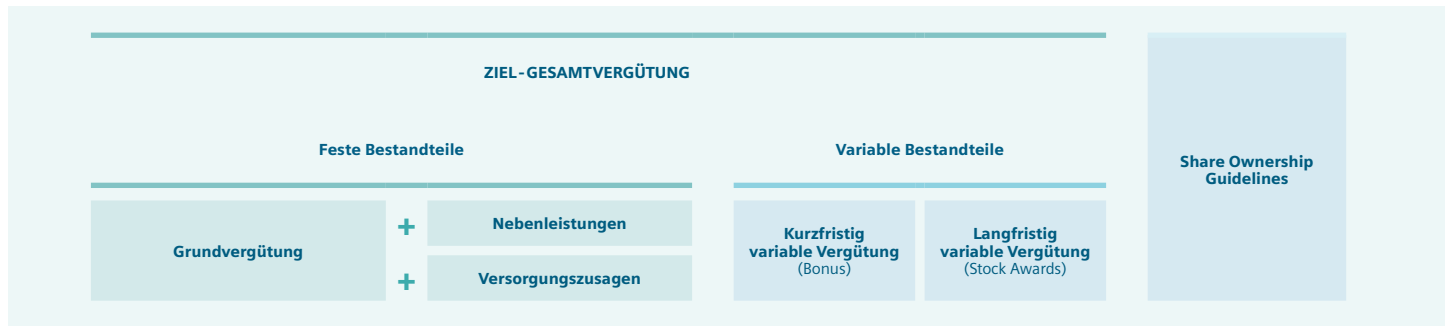 ZIEL-GESAMTVERGÜTUNG
Feste Bestandteile
Variable Bestandteile
Share Ownership
Guidelines
Grundvergütung
+
Nebenleistungen
+
Versorgungszusagen
Kurzfristig
variable Vergütung
(Bonus)
Langfristig
variable Vergütung
(Stock Awards)